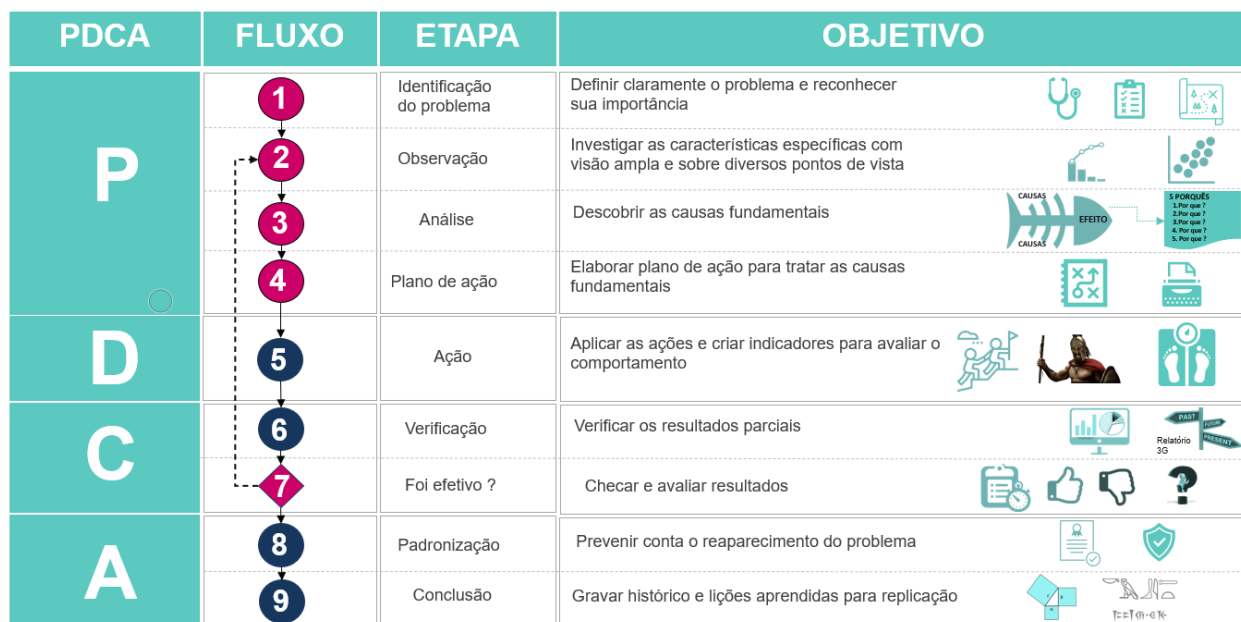 PDCA FLUXO ETAPA OBJETIVO
P
1
Identificação
do problema
Definir claramente o problema e reconhecer
sua importância
2
Observação
Investigar as características específicas com
visão ampla e sobre diversos pontos de vista
3
Análise
Descobrir as causas fundamentais
CAUSAS
EFEITO
CAUSAS
5 PORQUÊS
1.Por que ?
2.Por que ?
3.Por que ?
4. Por que ?
5. Por que ?
4
Plano de ação
Elaborar plano de ação para tratar as causas
fundamentais
D
5
Ação
Aplicar as ações e criar indicadores para avaliar o
comportamento
C
6
Verificação
Verificar os resultados parciais
PAST
FUTURE
PRESENT
Relatório
3G
7
Foi efetivo ?
Checar e avaliar resultados
A
8
Padronização
Prevenir conta o reaparecimento do problema
9
Conclusão
Gravar histórico e lições aprendidas para replicação